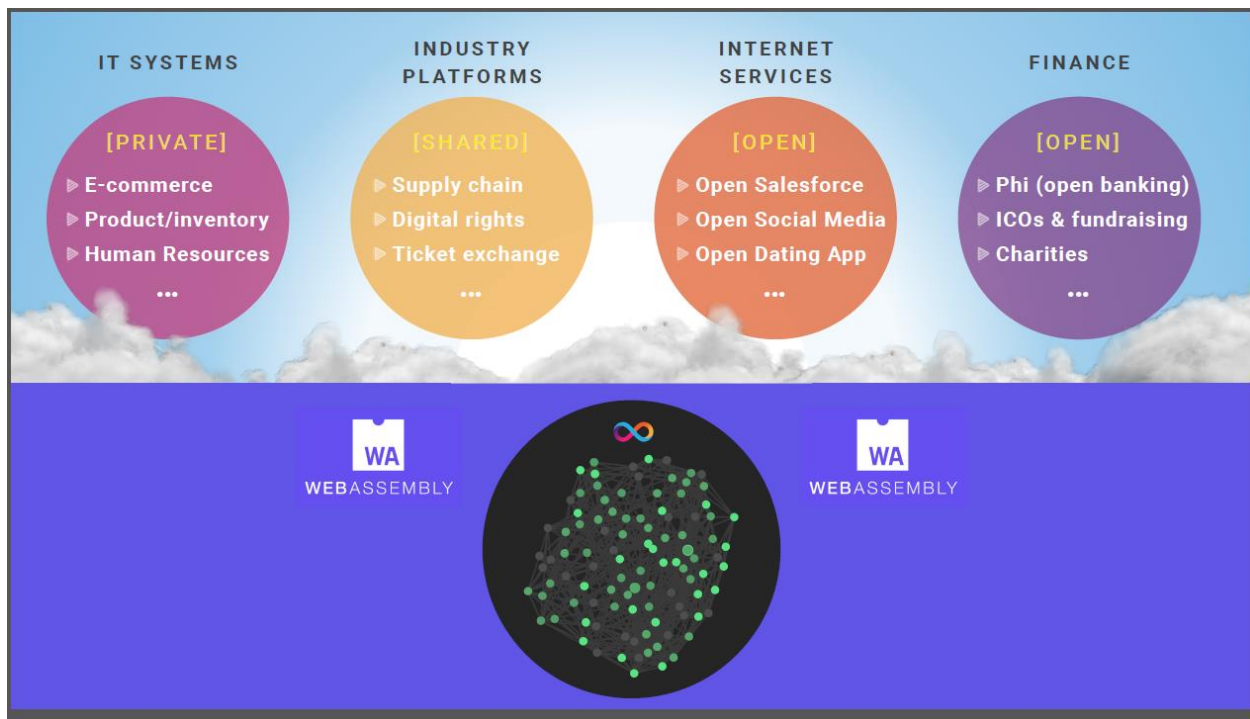 IT SYSTEMS
[PRIVATE]
E-commerce
Product/inventory
Human Resources
...
INDUSTRY
PLATFORMS
[SHARED]
Supply chain
Digital rights
Ticket exchange
...
INTERNET
SERVICES
[OPEN]
Open Salesforce
Open Social Media
Open Dating App
...
FINANCE
[OPEN]
Phi (open banking)
ICOs & fundraising
Charities
...
WA
WEBASSEMBLY
WA
WEBASSEMBLY